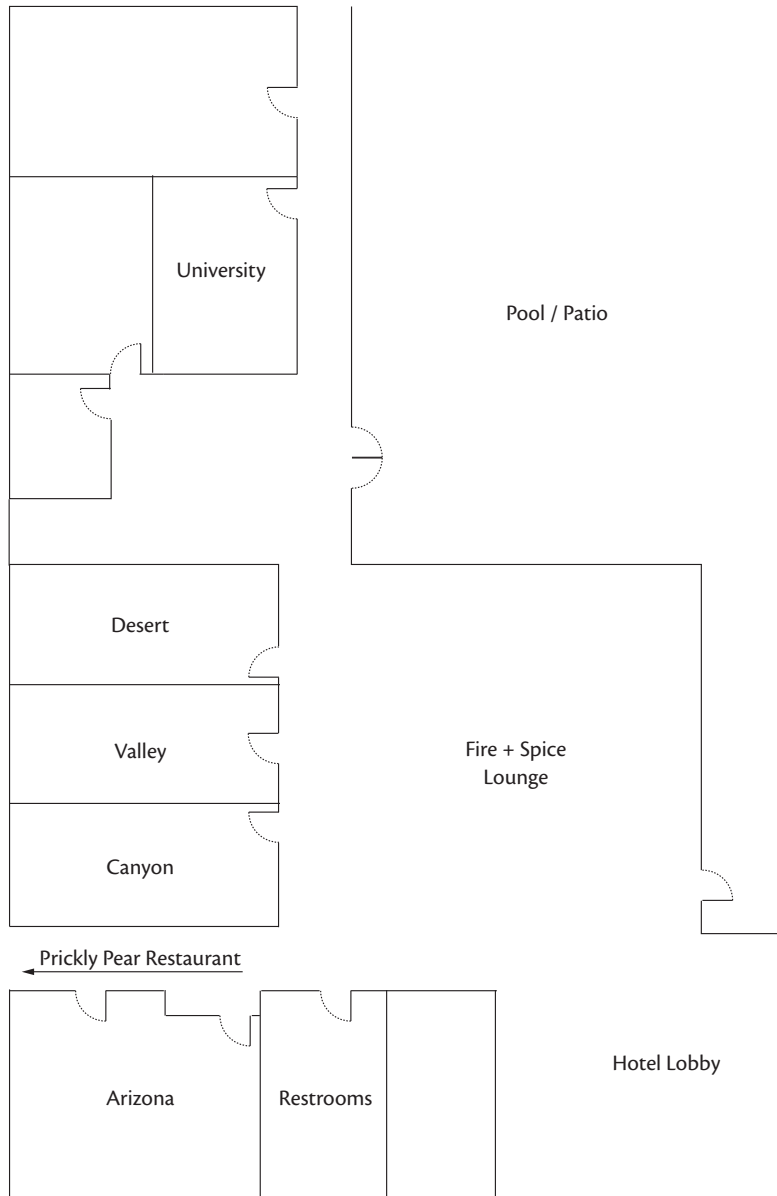 University
Pool / Patio
Desert
Valley
Fire + Spice
Lounge
Canyon
Prickly Pear Restaurant
Hotel Lobby
Arizona
Restrooms